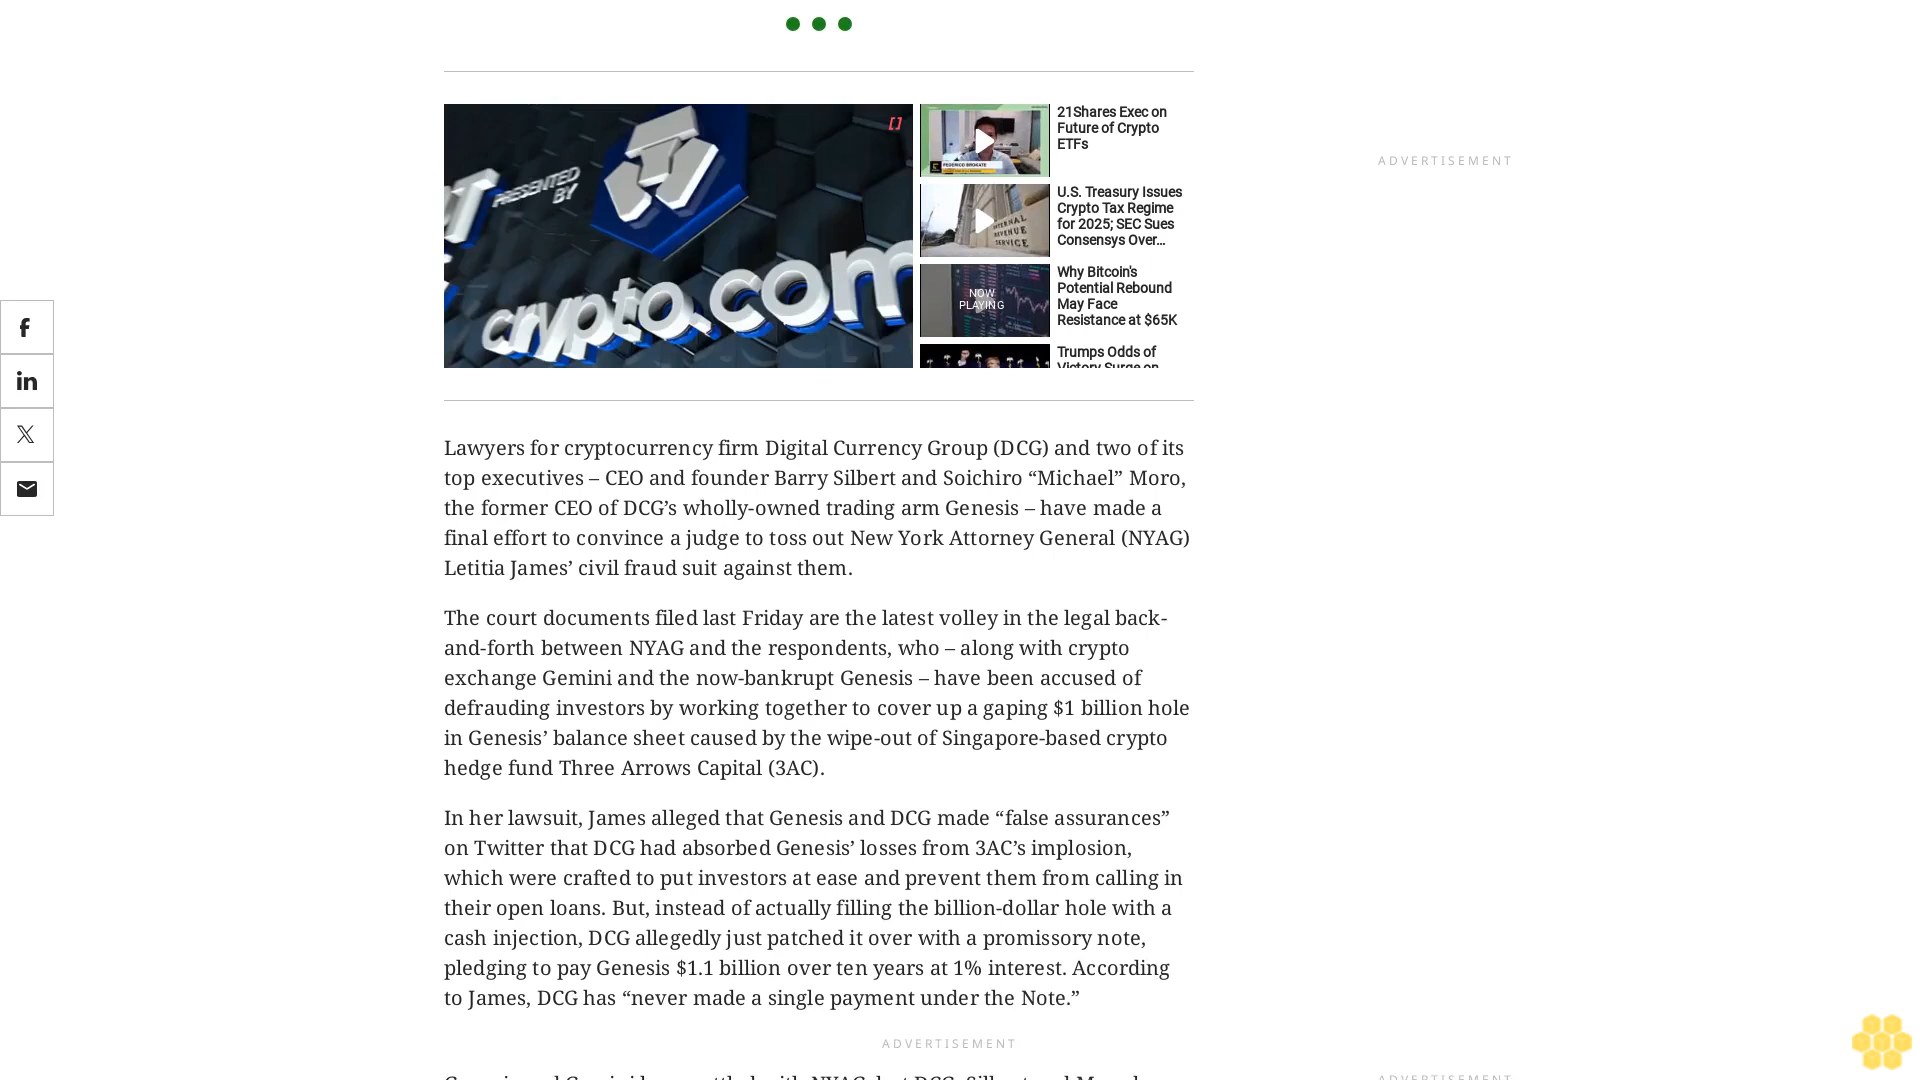 PRESENTED
BY
crypto.com
21Shares Exec on
Future of Crypto
ETFs
FEDERICO BROKATE
U.S. Treasury Issues
Crypto Tax Regime
for 2025; SEC Sues
Consensys Over...
INTERNAL
REVENUE
SERVICE
NOW
PLAYING
Why Bitcoin's
Potential Rebound
May Face
Resistance at $65K
Trumps Odds of
Victory Surge on
ADVERTISEMENT
Lawyers for cryptocurrency firm Digital Currency Group (DCG) and two of its
top executives – CEO and founder Barry Silbert and Soichiro “Michael” Moro,
the former CEO of DCG’s wholly-owned trading arm Genesis – have made a
final effort to convince a judge to toss out New York Attorney General (NYAG)
Letitia James’ civil fraud suit against them.
The court documents filed last Friday are the latest volley in the legal back-
and-forth between NYAG and the respondents, who – along with crypto
exchange Gemini and the now-bankrupt Genesis – have been accused of
defrauding investors by working together to cover up a gaping $1 billion hole
in Genesis’ balance sheet caused by the wipe-out of Singapore-based crypto
hedge fund Three Arrows Capital (3AC).
In her lawsuit, James alleged that Genesis and DCG made “false assurances”
on Twitter that DCG had absorbed Genesis’ losses from 3AC’s implosion,
which were crafted to put investors at ease and prevent them from calling in
their open loans. But, instead of actually filling the billion-dollar hole with a
cash injection, DCG allegedly just patched it over with a promissory note,
pledging to pay Genesis $1.1 billion over ten years at 1% interest. According
to James, DCG has “never made a single payment under the Note.”
ADVERTISEMENT
ADVERTISEMENT